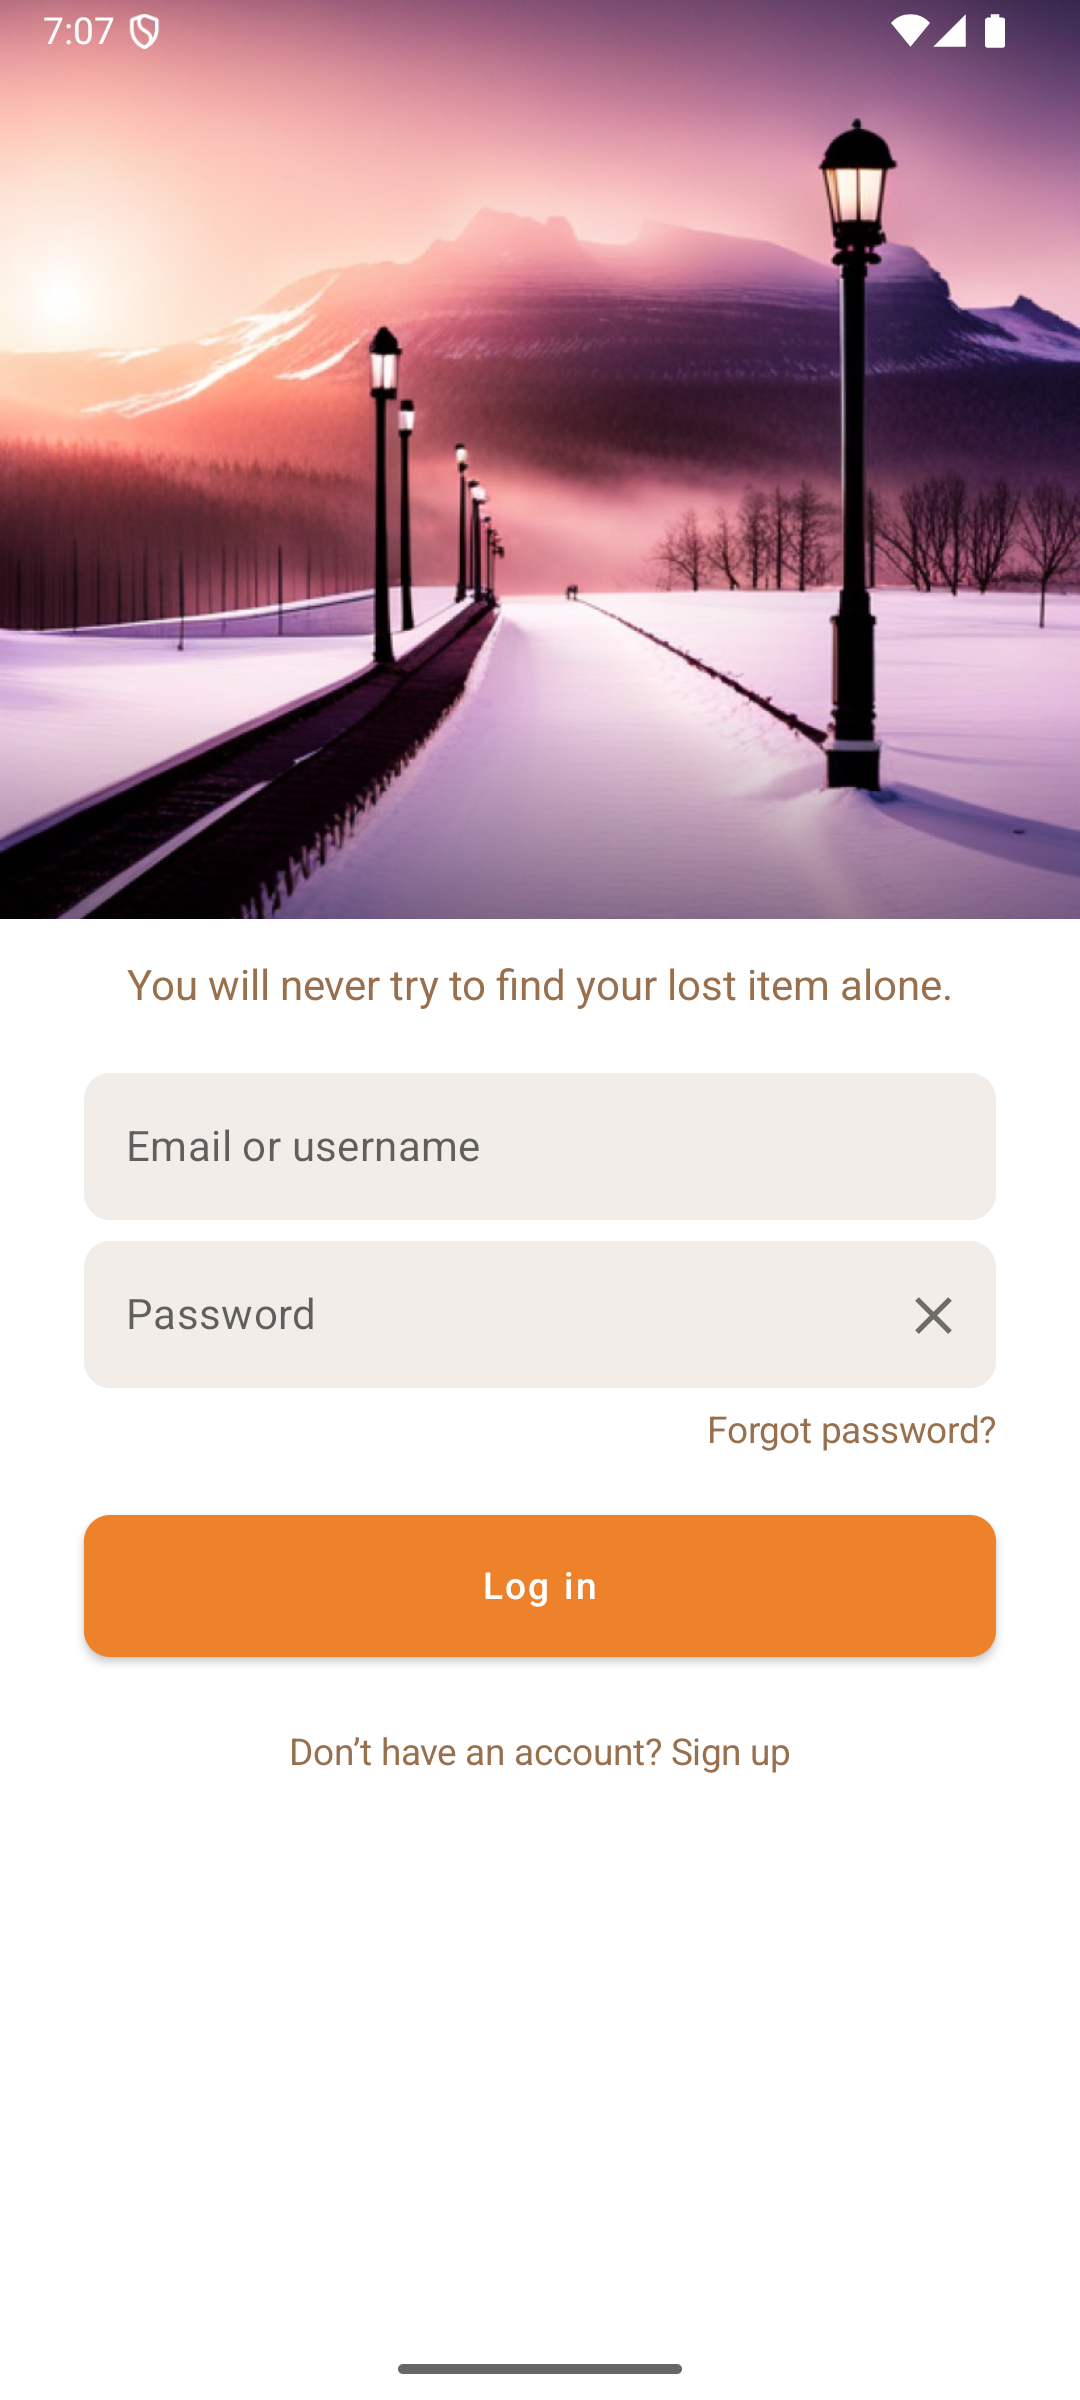 7:07
You will never try to find your lost item alone.
Email or username
Password
Forgot password?
Log in
Don’t have an account? Sign up